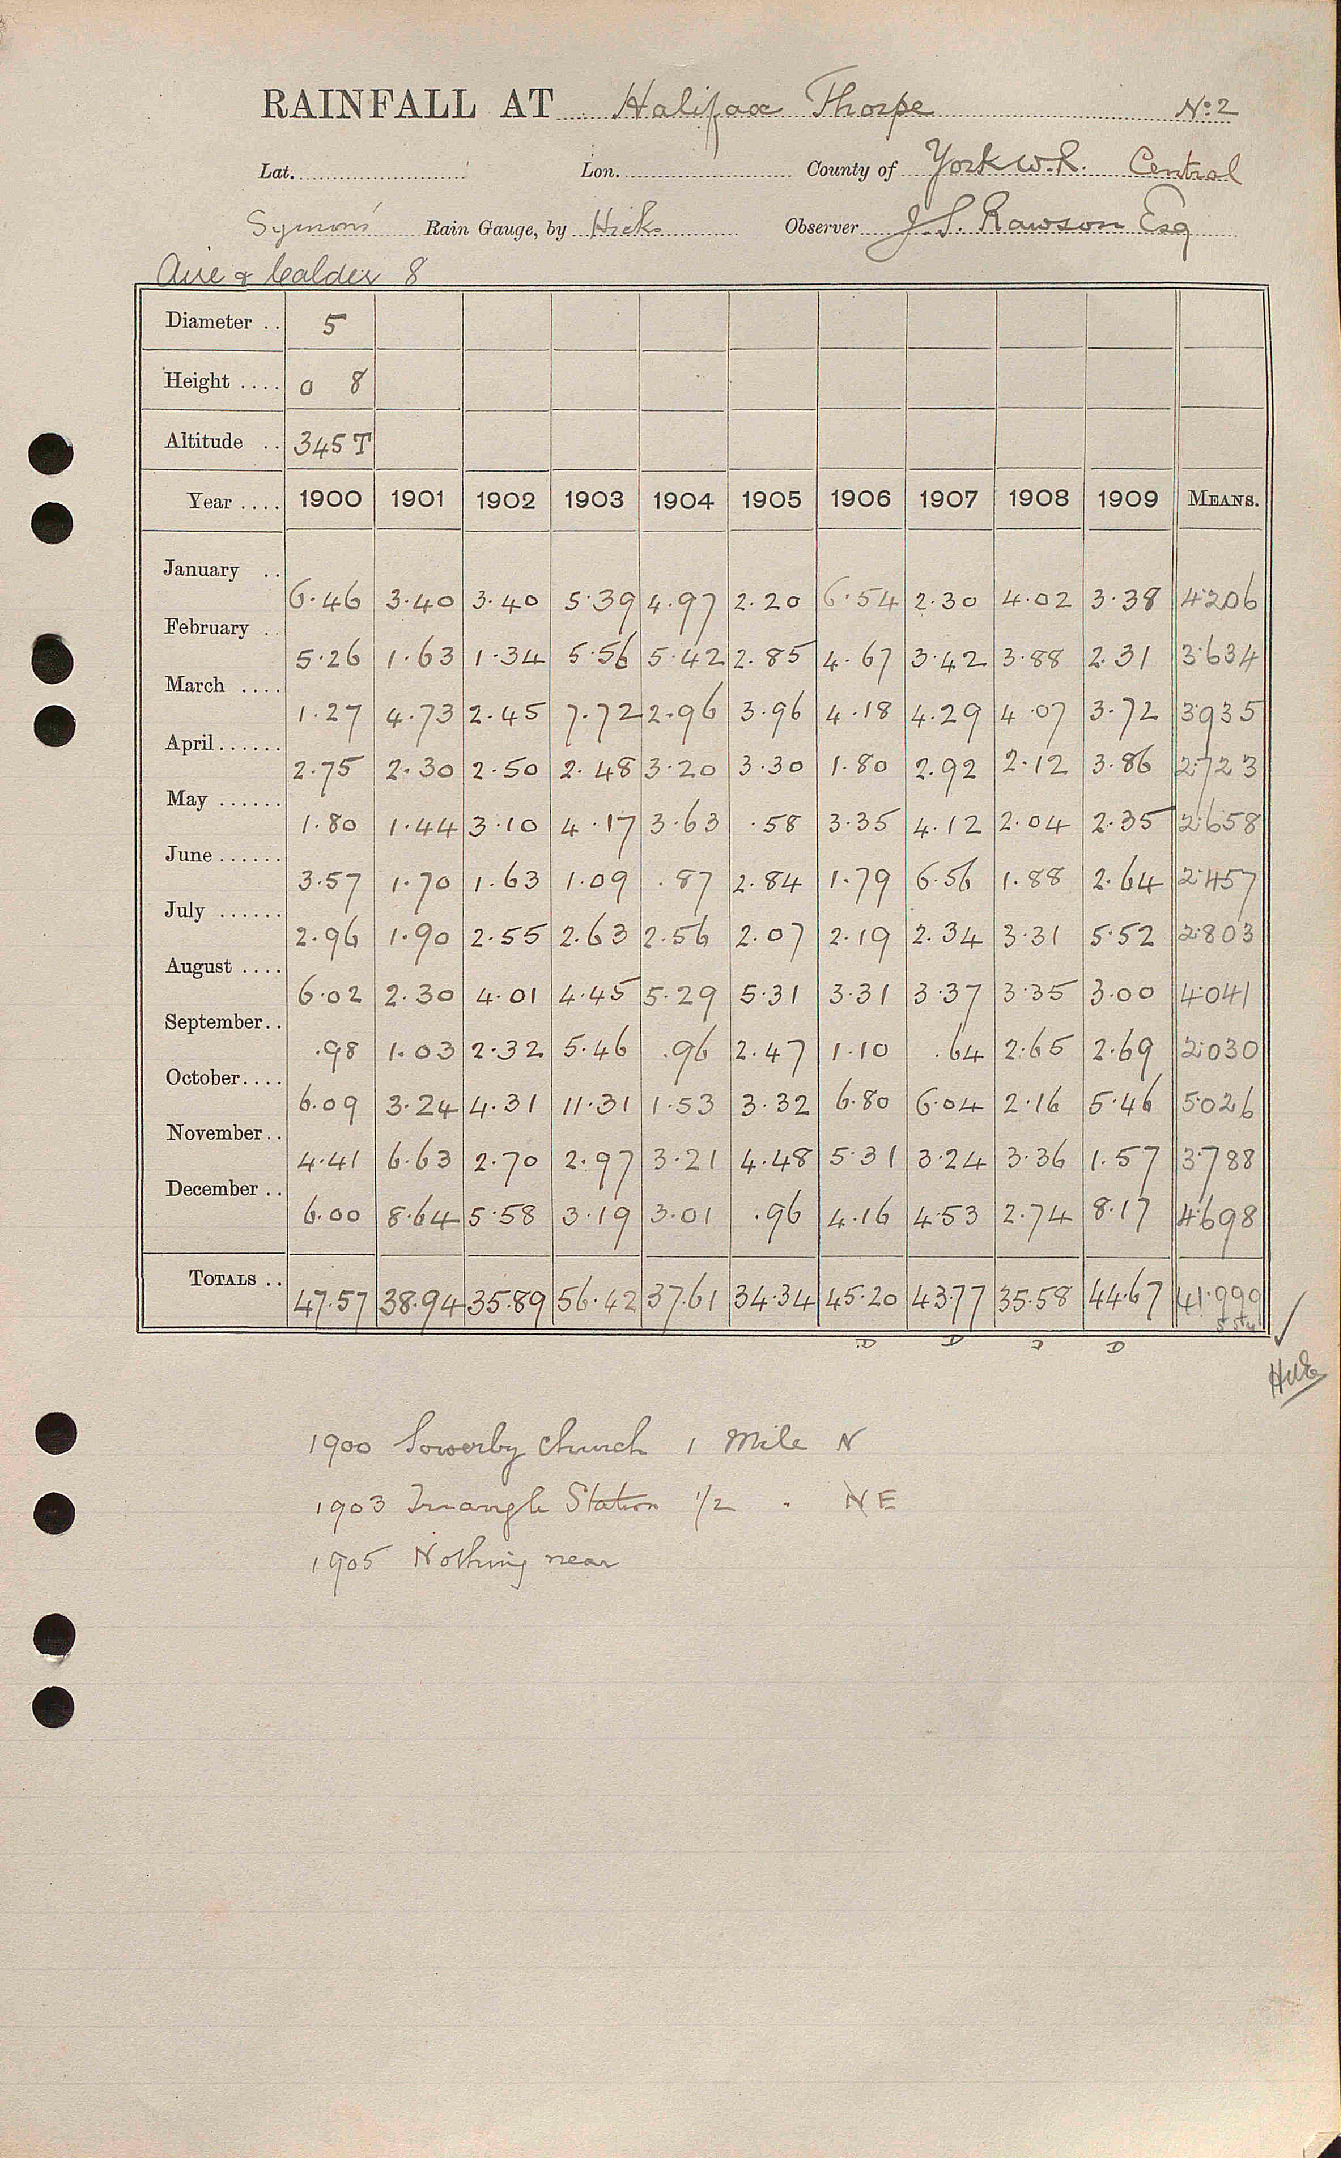 RAINFALL AT Halifax Thorpe No 2
Lat. Lon. County of York W.R. Central
Symons' Rain Gauge, by Hicks Observer J.S. Rawson Esq
Aire & Calder 8
Diameter .. 5
Height .... 0 8
Altitude .. 345 T
Year .... 1900 1901 1902 1903 1904 1905 1906 1907 1908 1909 MEANS.
January .. 6.46 3.40 3.40 5.39 4.97 2.20 6.54 2.30 4.02 3.38 4.206
February .. 5.26 1.63 1.34 5.56 5.42 2.85 4.67 3.42 3.88 2.31 3.634
March .... 1.27 4.73 2.45 7.72 2.96 3.96 4.18 4.29 4.07 3.72 3.935
April ...... 2.75 2.30 2.50 2.48 3.20 3.30 1.80 2.92 2.12 3.86 2.723
May ...... 1.80 1.44 3.10 4.17 3.63 .58 3.35 4.12 2.04 2.35 2.658
June ...... 3.57 1.70 1.63 1.09 .87 2.84 1.79 6.56 1.88 2.64 2.457
July ...... 2.96 1.90 2.55 2.63 2.56 2.07 2.19 2.34 3.31 5.52 2.803
August .... 6.02 2.30 4.01 4.45 5.29 5.31 3.31 3.37 3.35 3.00 4.041
September .. .98 1.03 2.32 5.46 .96 2.47 1.10 .64 2.65 2.69 2.030
October .... 6.09 3.24 4.31 11.31 1.53 3.32 6.80 6.04 2.16 5.46 5.026
November .. 4.41 6.63 2.70 2.97 3.21 4.48 5.31 3.24 3.36 1.57 3.788
December .. 6.00 8.64 5.58 3.19 3.01 .96 4.16 4.53 2.74 8.17 4.698
TOTALS .. 47.57 38.94 35.89 56.42 37.61 34.34 45.20 43.77 35.58 44.67 41.999
D D D D
1900 Sowerby Church 1 Mile N
1903 Triangle Station 1/2 . NE
1905 Nothing near